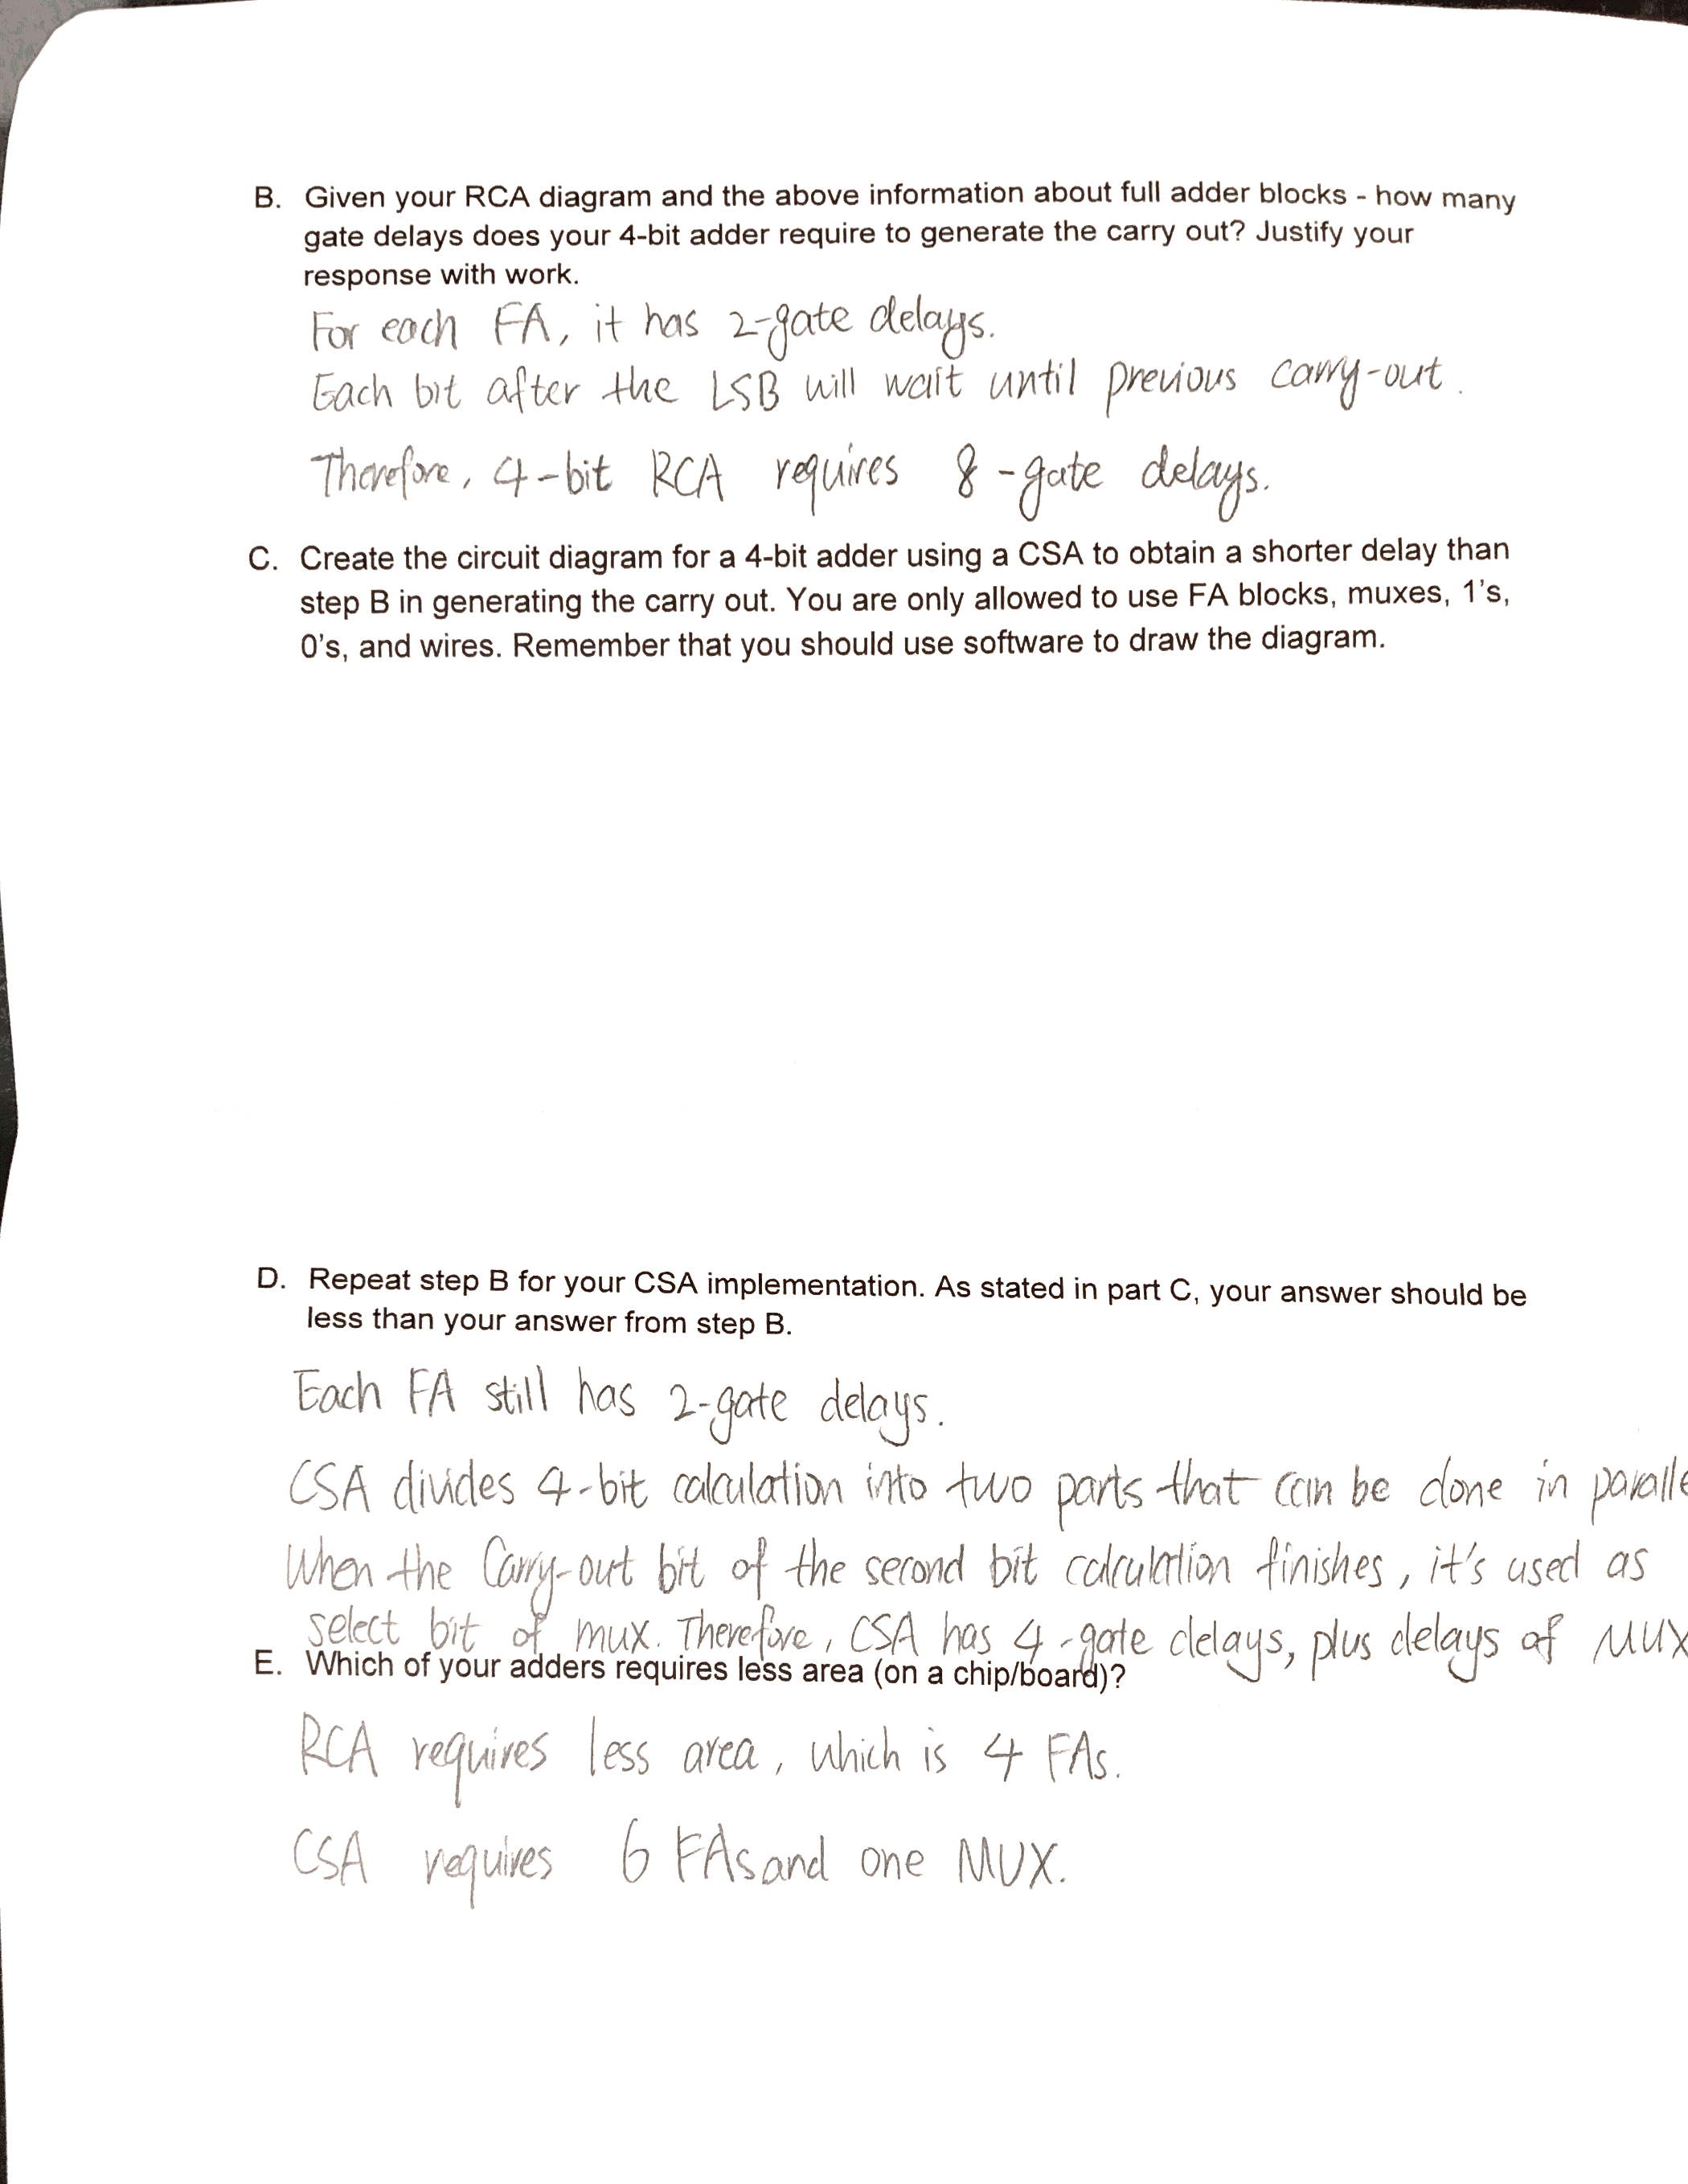 B. Given your RCA diagram and the above information about full adder blocks - how many
gate delays does your 4-bit adder require to generate the carry out? Justify your
response with work.
For each FA, it has 2-gate delays.
Each bit after the LSB will wait until previous carry-out.
Therefore, 4-bit RCA requires 8-gate delays.
C. Create the circuit diagram for a 4-bit adder using a CSA to obtain a shorter delay than
step B in generating the carry out. You are only allowed to use FA blocks, muxes, 1's,
0's, and wires. Remember that you should use software to draw the diagram.
D. Repeat step B for your CSA implementation. As stated in part C, your answer should be
less than your answer from step B.
Each FA still has 2-gate delays.
CSA divides 4-bit calculation into two parts that can be done in paralle
When the Carry-out bit of the second bit calculation finishes, it's used as
select bit of mux. Therefore, CSA has 4-gate delays, plus delays of MUX
E. Which of your adders requires less area (on a chip/board)?
RCA requires less area, which is 4 FAs.
CSA requires 6 FAs and one MUX.